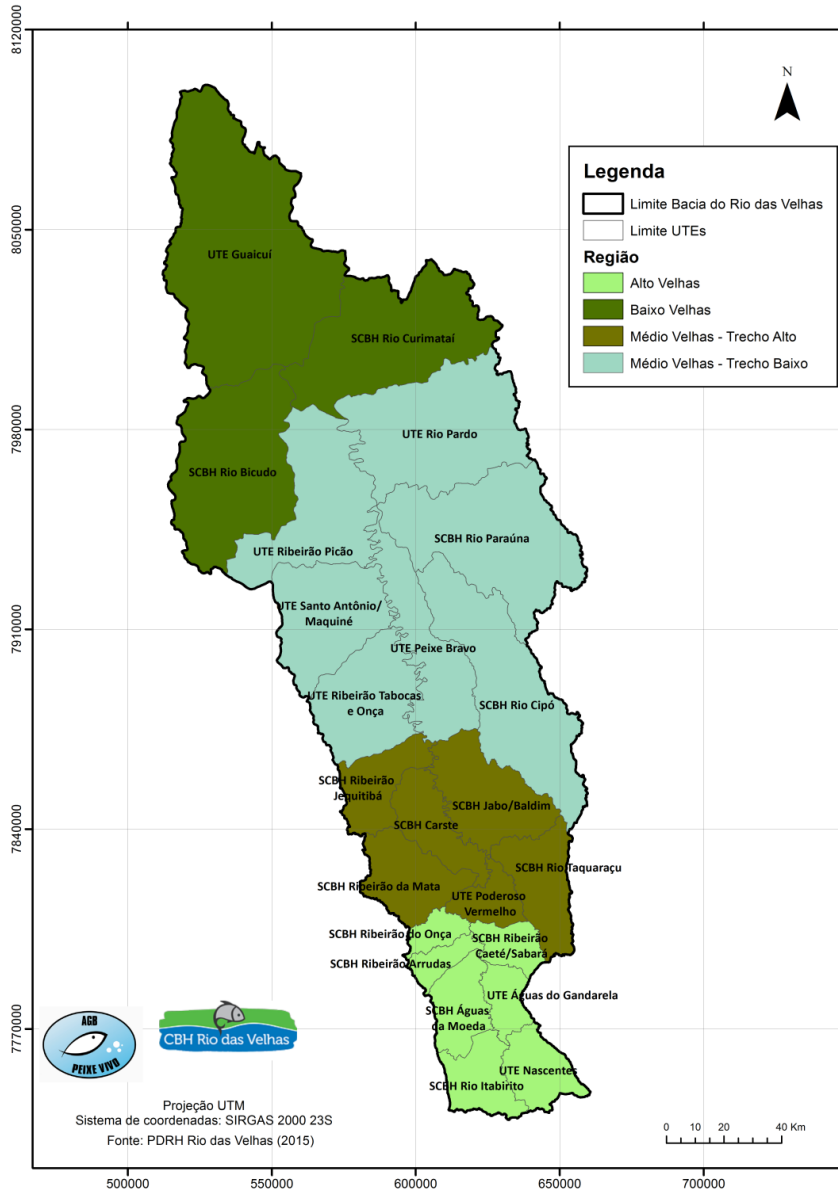 8120000
8050000
7980000
7910000
7840000
7770000
N
Legenda
Limite Bacia do Rio das Velhas
Limite UTEs
Região
Alto Velhas
Baixo Velhas
Médio Velhas - Trecho Alto
Médio Velhas - Trecho Baixo
UTE Guaicuí
SCBH Rio Curimataí
UTE Rio Pardo
SCBH Rio Bicudo
SCBH Rio Paraúna
UTE Ribeirão Picão
UTE Santo Antônio/
Maquiné
UTE Peixe Bravo
UTE Ribeirão Tabocas
e Onça
SCBH Rio Cipó
SCBH Ribeirão
Jequitibá
SCBH Jabo/Baldim
SCBH Carste
SCBH Rio Taquaraçu
SCBH Ribeirão da Mata
UTE Poderoso
Vermelho
SCBH Ribeirão do Onça
SCBH Ribeirão
Caeté/Sabará
SCBH Ribeirão Arrudas
UTE Águas do Gandarela
SCBH Águas
da Moeda
UTE Nascentes
SCBH Rio Itabirito
AGB
PEIXE VIVO
CBH Rio das Velhas
Projeção UTM
Sistema de coordenadas: SIRGAS 2000 23S
Fonte: PDRH Rio das Velhas (2015)
0 10 20 40 Km
500000 550000 600000 650000 700000